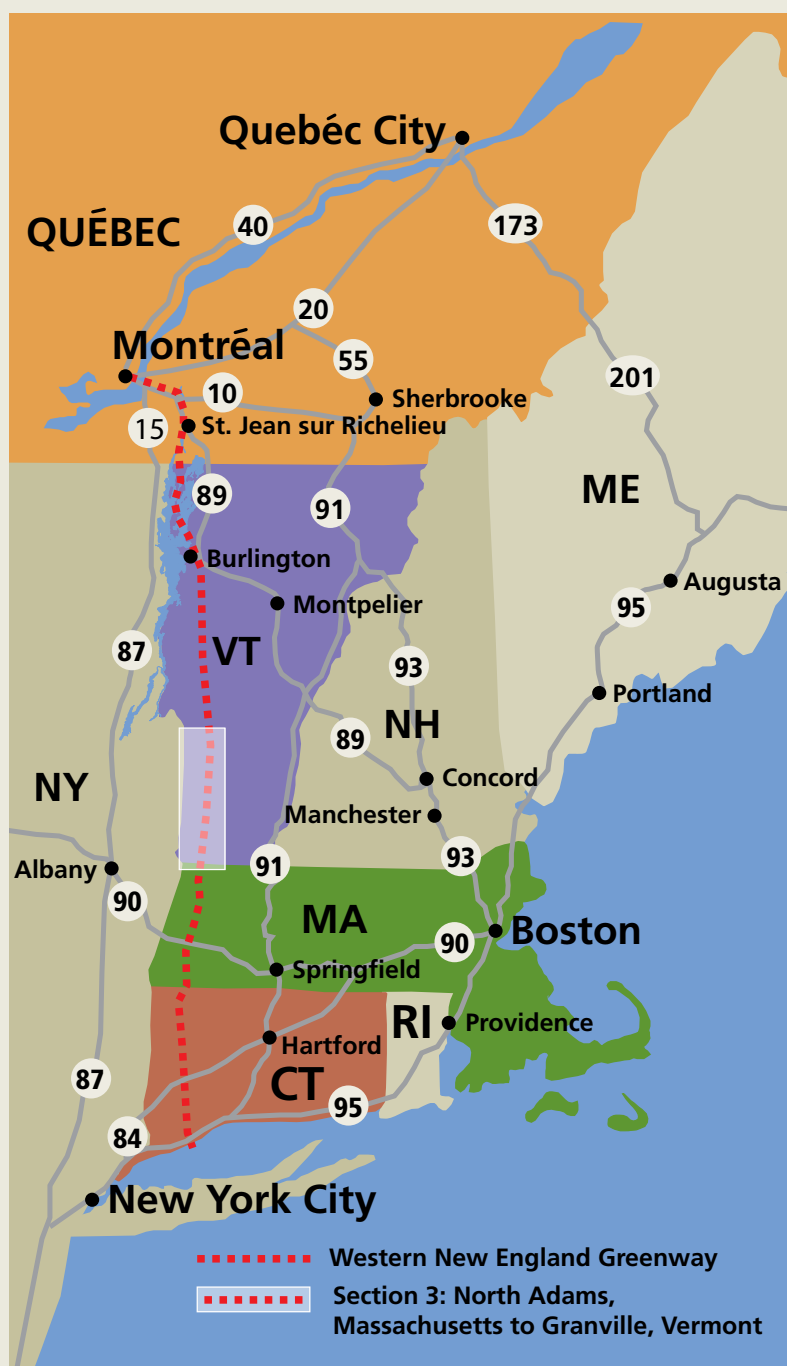 Quebéc City
QUÉBEC
40
173
20
Montréal
55
201
10
Sherbrooke
15
St. Jean sur Richelieu
ME
89
91
Burlington
Augusta
Montpelier
95
VT
87
93
Portland
NH
89
NY
Concord
Manchester
Albany
91
93
90
MA
Boston
90
Springfield
RI
Providence
Hartford
CT
87
95
84
New York City
Western New England Greenway
Section 3: North Adams,
Massachusetts to Granville, Vermont